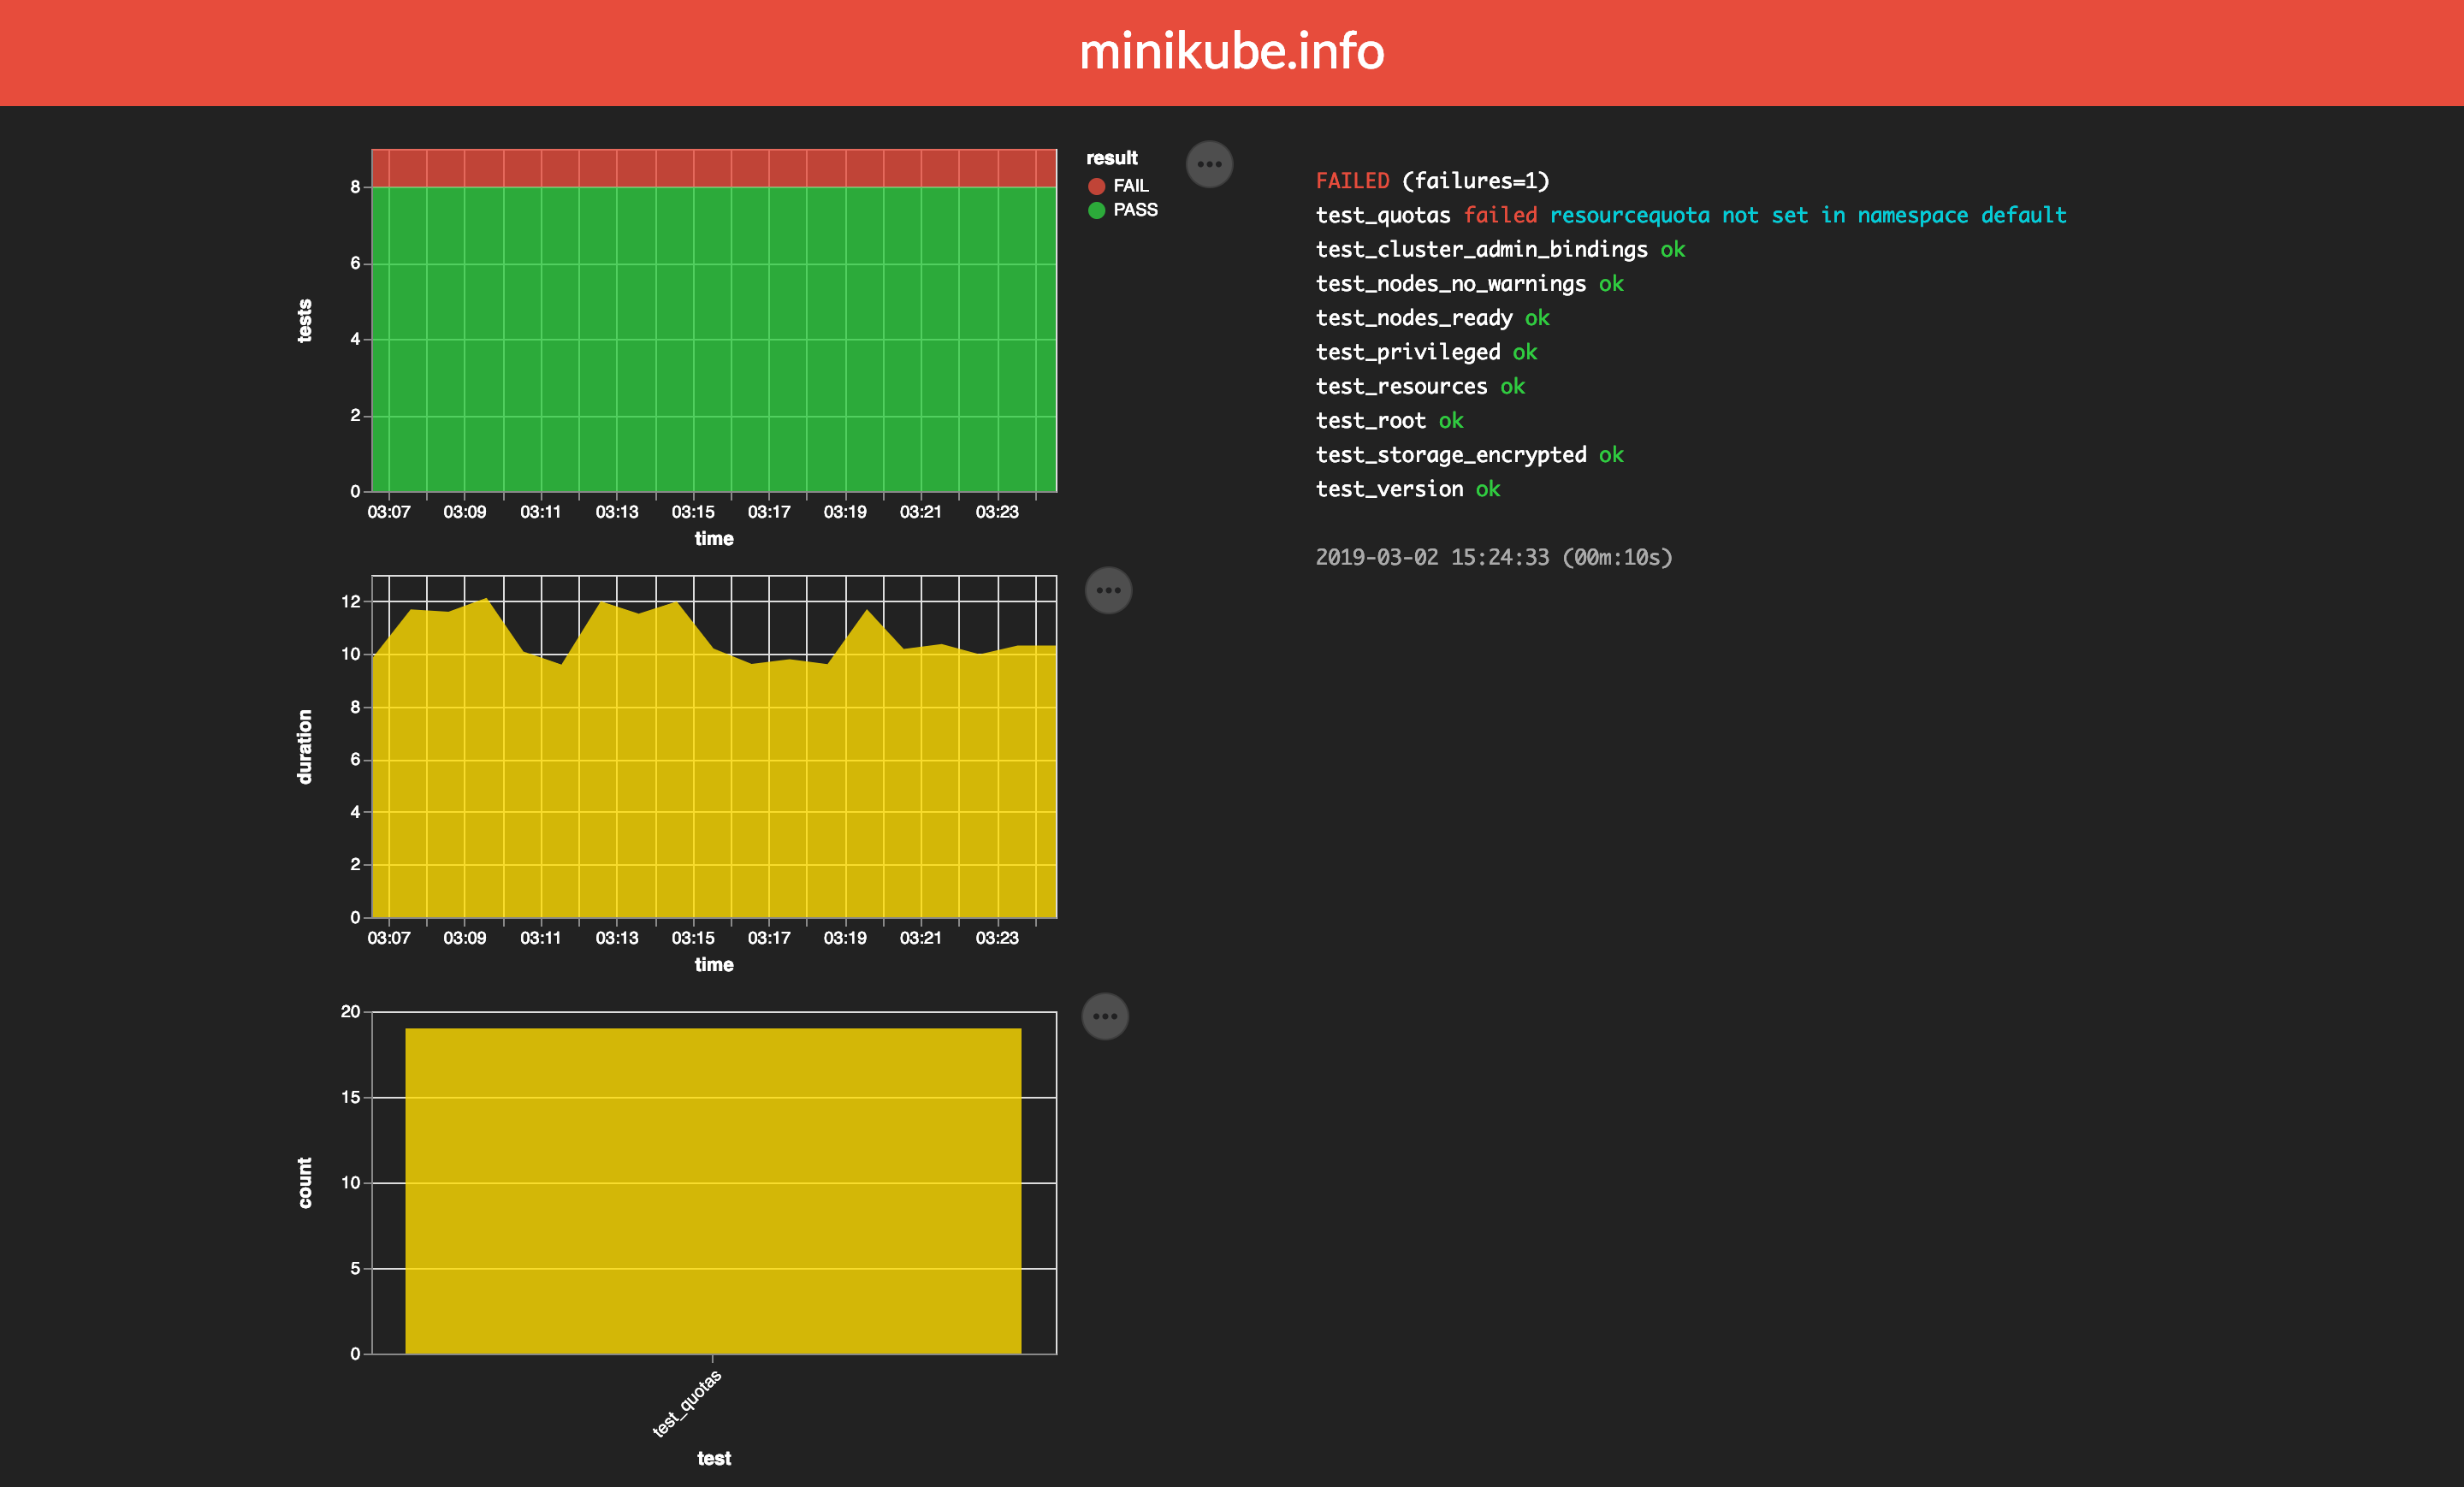 minikube.info
result
FAIL
PASS
8
6
4
2
0
tests
03:07 03:09 03:11 03:13 03:15 03:17 03:19 03:21 03:23
time
12
10
8
6
4
2
0
duration
03:07 03:09 03:11 03:13 03:15 03:17 03:19 03:21 03:23
time
20
15
10
5
0
count
test_quotas
test
FAILED (failures=1)
test_quotas failed resourcequota not set in namespace default
test_cluster_admin_bindings ok
test_nodes_no_warnings ok
test_nodes_ready ok
test_privileged ok
test_resources ok
test_root ok
test_storage_encrypted ok
test_version ok
2019-03-02 15:24:33 (00m:10s)